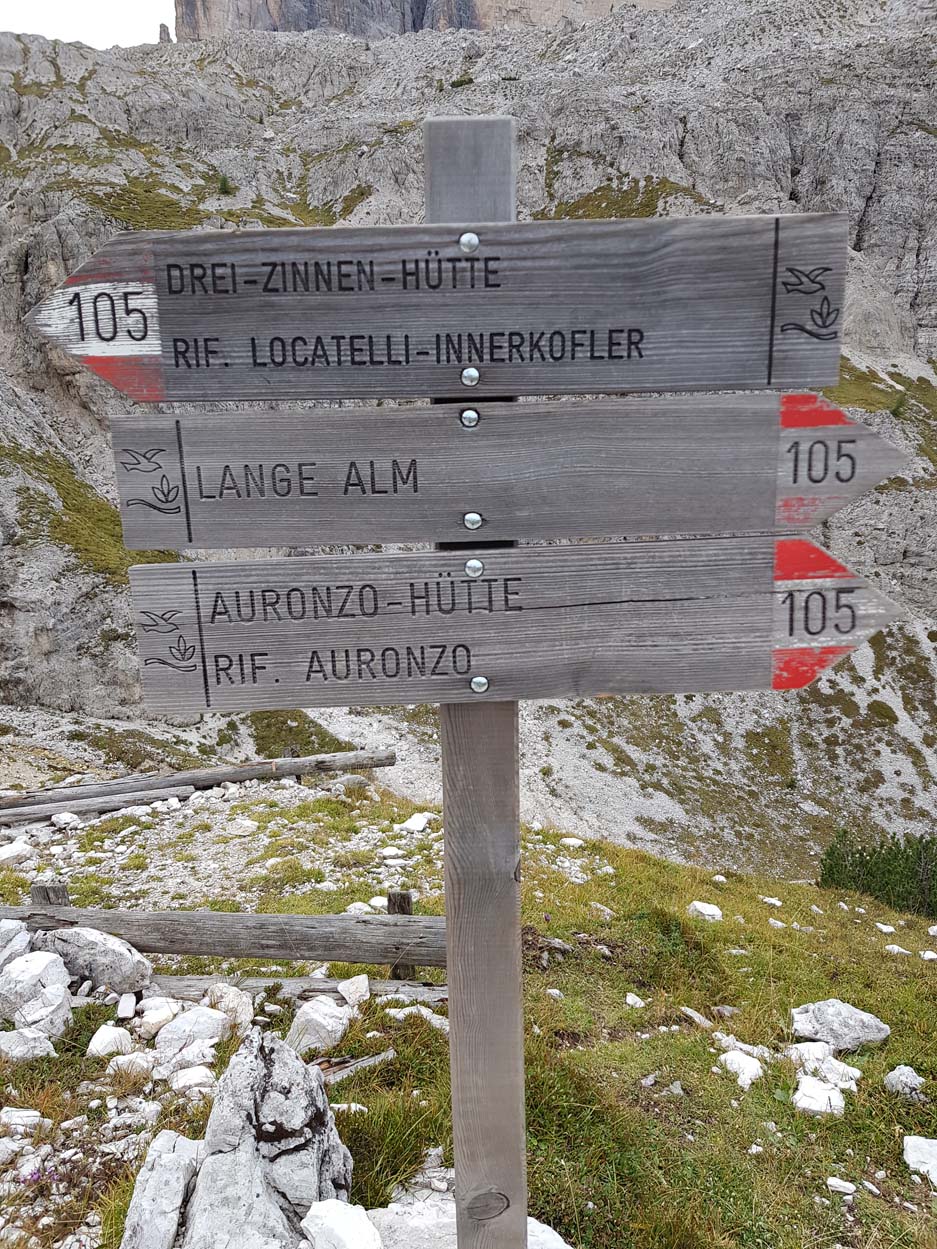 DREI-ZINNEN-HÜTTE
105
RIF. LOCATELLI-INNERKOFLER
LANGE ALM
105
AURONZO-HÜTTE
105
RIF. AURONZO